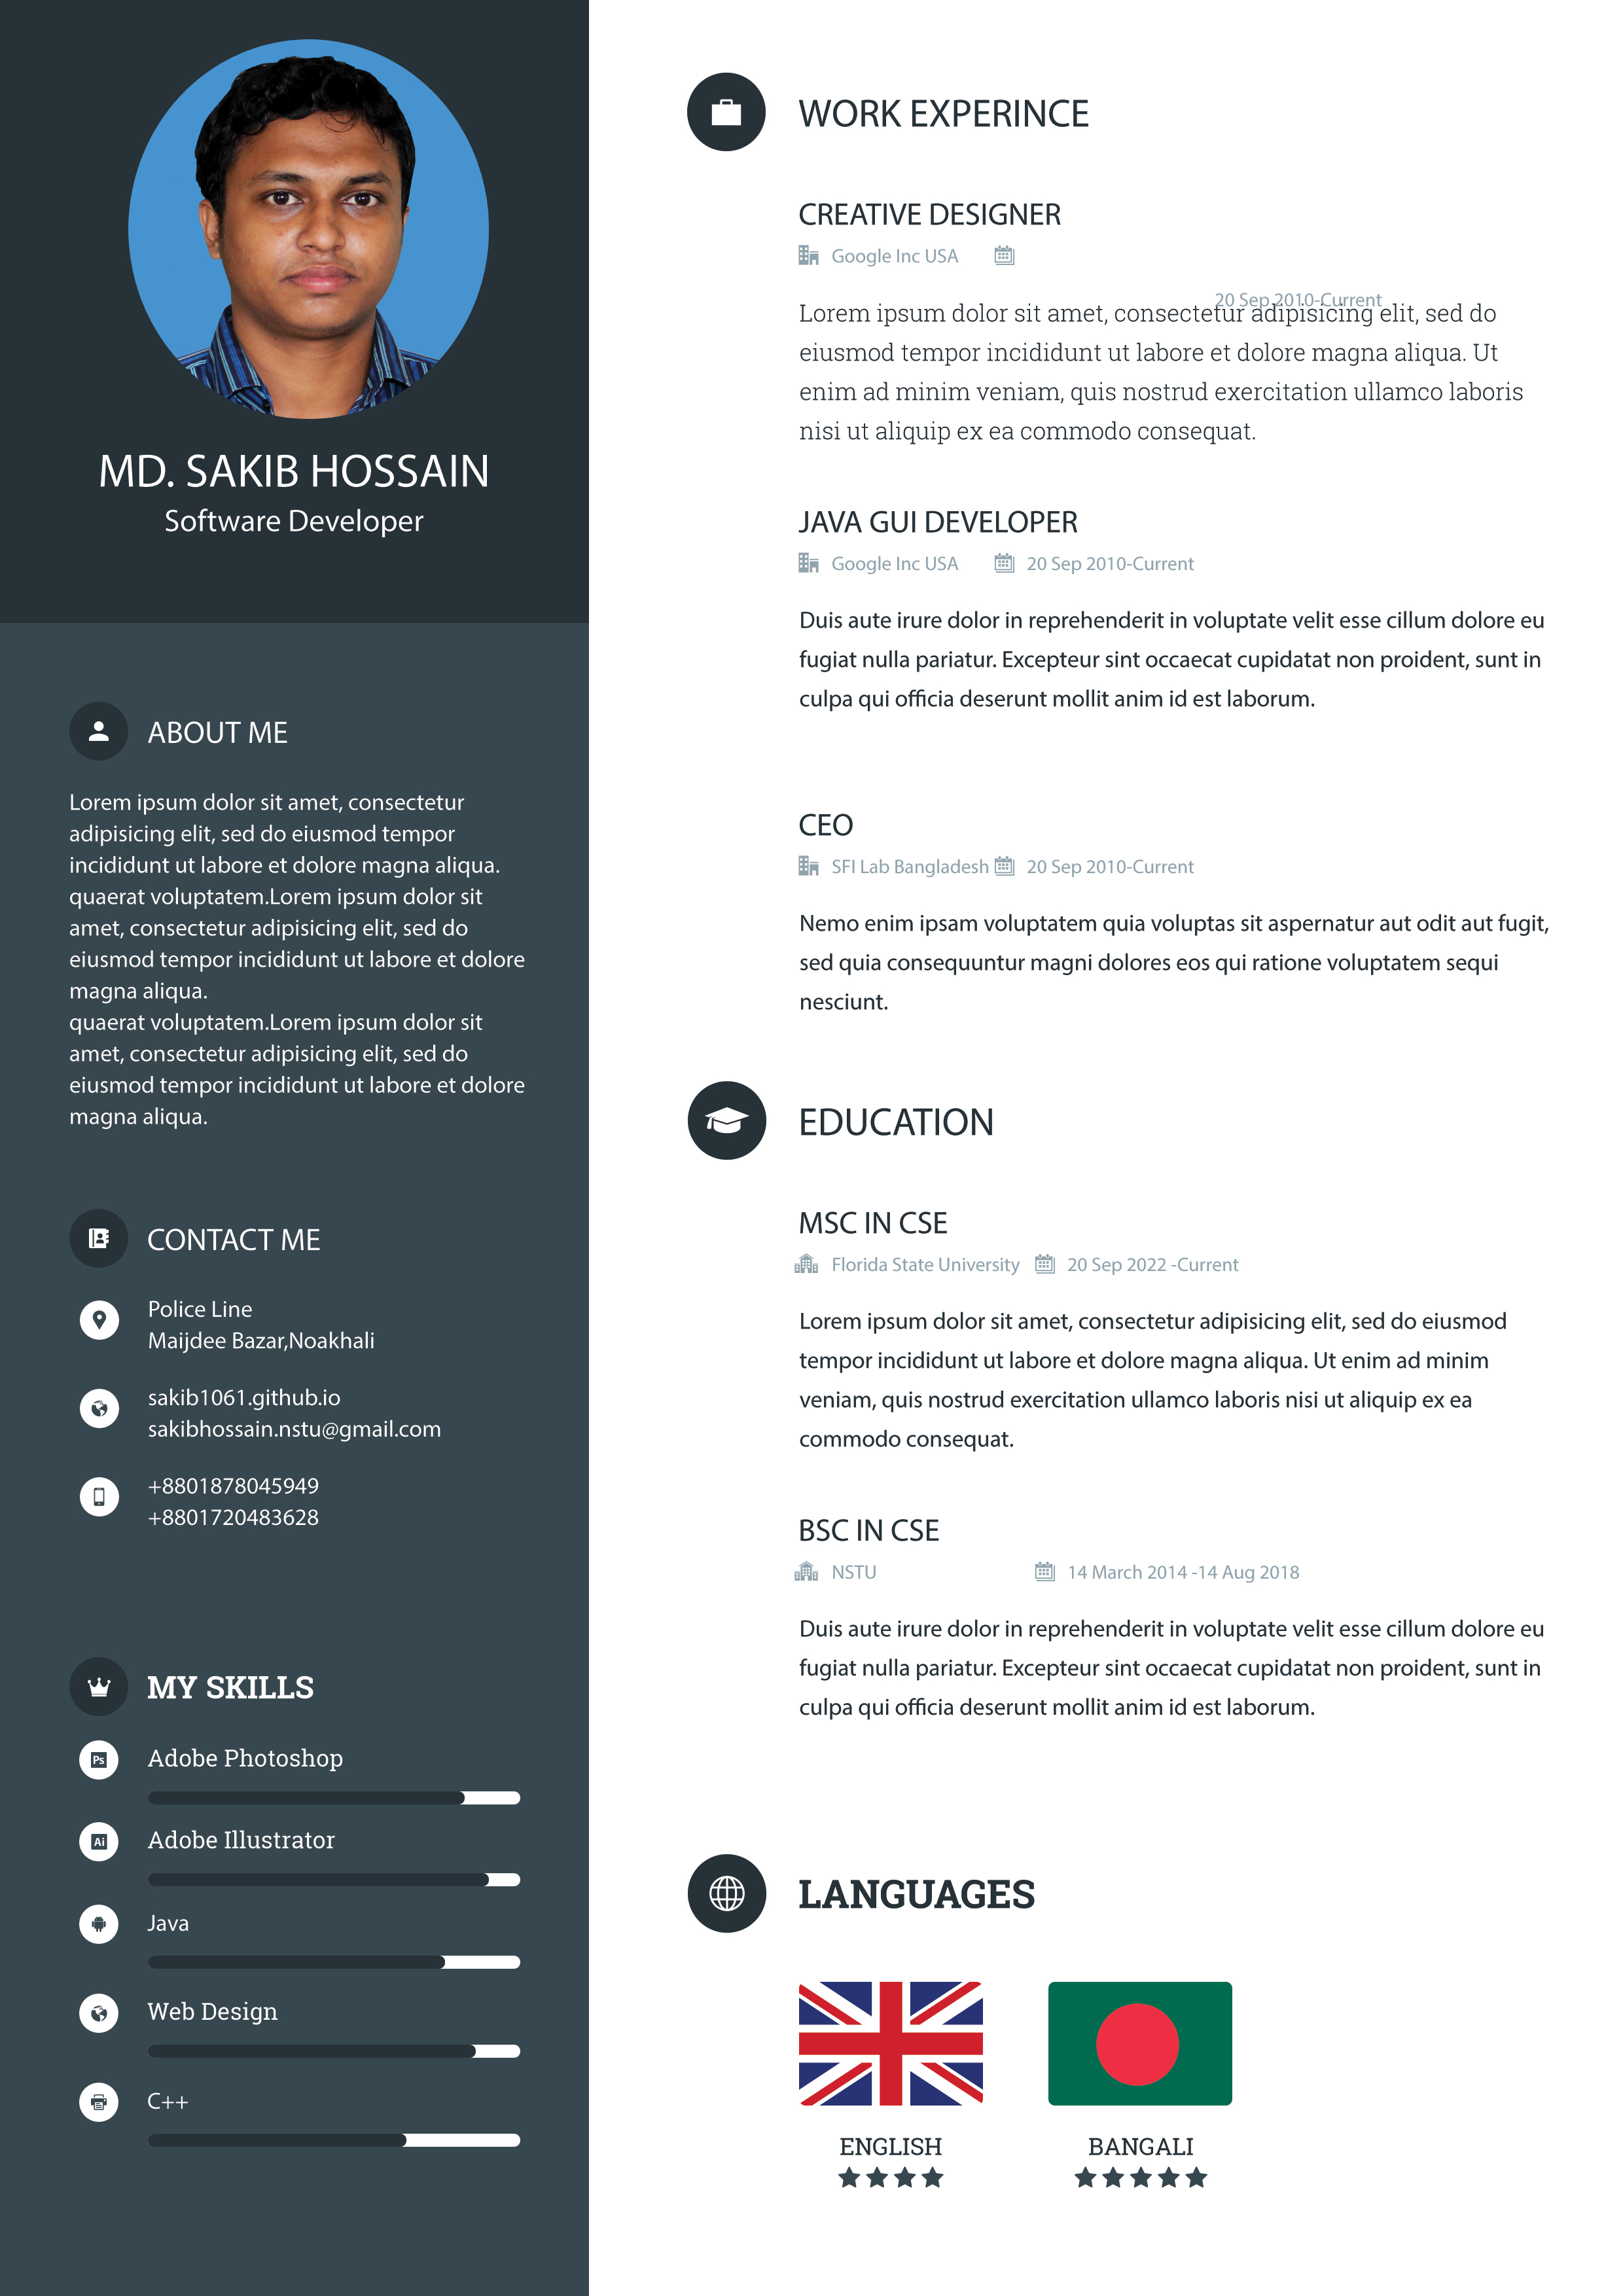 MD. SAKIB HOSSAIN
Software Developer
ABOUT ME
Lorem ipsum dolor sit amet, consectetur
adipisicing elit, sed do eiusmod tempor
incididunt ut labore et dolore magna aliqua.
quaerat voluptatem.Lorem ipsum dolor sit
amet, consectetur adipisicing elit, sed do
eiusmod tempor incididunt ut labore et dolore
magna aliqua.
quaerat voluptatem.Lorem ipsum dolor sit
amet, consectetur adipisicing elit, sed do
eiusmod tempor incididunt ut labore et dolore
magna aliqua.
CONTACT ME
Police Line
Maijdee Bazar,Noakhali
sakib1061.github.io
sakibhossain.nstu@gmail.com
+8801878045949
+8801720483628
MY SKILLS
Ps Adobe Photoshop
Ai Adobe Illustrator
Java
Web Design
C++
WORK EXPERINCE
CREATIVE DESIGNER
Google Inc USA
20 Sep 2010-Current
Lorem ipsum dolor sit amet, consectetur adipisicing elit, sed do
eiusmod tempor incididunt ut labore et dolore magna aliqua. Ut
enim ad minim veniam, quis nostrud exercitation ullamco laboris
nisi ut aliquip ex ea commodo consequat.
JAVA GUI DEVELOPER
Google Inc USA 20 Sep 2010-Current
Duis aute irure dolor in reprehenderit in voluptate velit esse cillum dolore eu
fugiat nulla pariatur. Excepteur sint occaecat cupidatat non proident, sunt in
culpa qui officia deserunt mollit anim id est laborum.
CEO
SFI Lab Bangladesh 20 Sep 2010-Current
Nemo enim ipsam voluptatem quia voluptas sit aspernatur aut odit aut fugit,
sed quia consequuntur magni dolores eos qui ratione voluptatem sequi
nesciunt.
EDUCATION
MSC IN CSE
Florida State University 20 Sep 2022 -Current
Lorem ipsum dolor sit amet, consectetur adipisicing elit, sed do eiusmod
tempor incididunt ut labore et dolore magna aliqua. Ut enim ad minim
veniam, quis nostrud exercitation ullamco laboris nisi ut aliquip ex ea
commodo consequat.
BSC IN CSE
NSTU 14 March 2014 -14 Aug 2018
Duis aute irure dolor in reprehenderit in voluptate velit esse cillum dolore eu
fugiat nulla pariatur. Excepteur sint occaecat cupidatat non proident, sunt in
culpa qui officia deserunt mollit anim id est laborum.
LANGUAGES
ENGLISH BANGALI